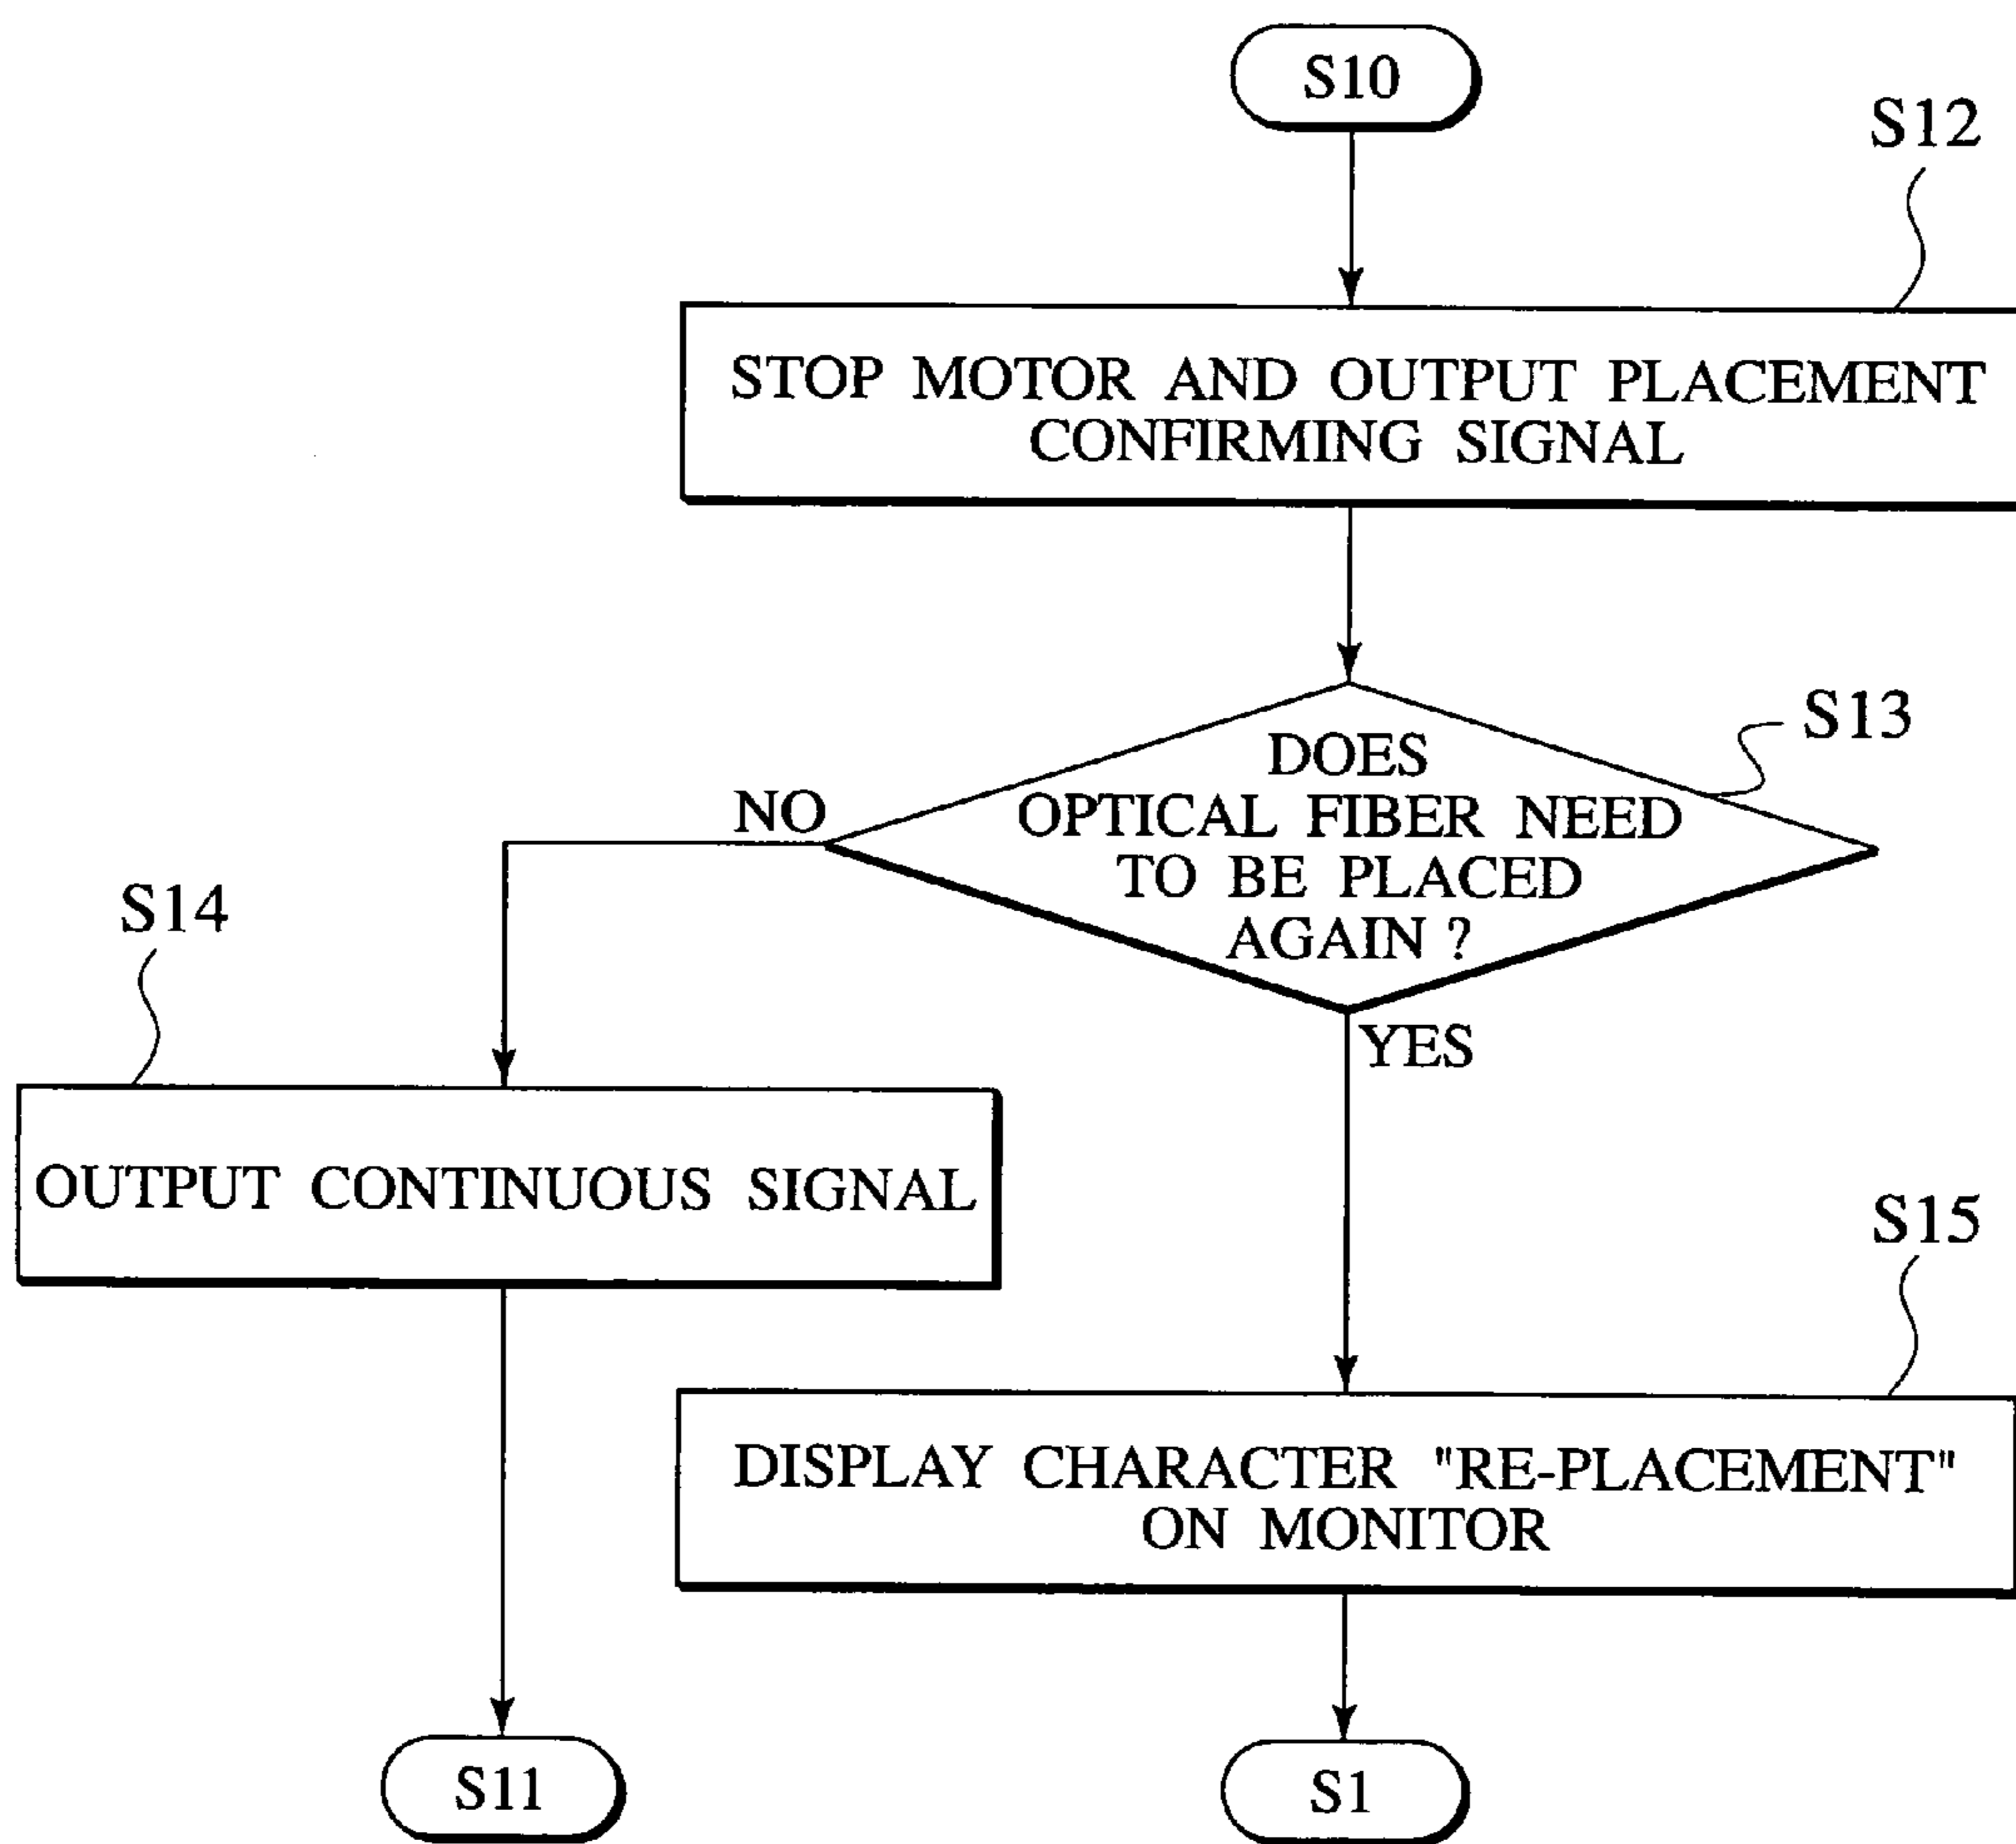 S10
S12
STOP MOTOR AND OUTPUT PLACEMENT
CONFIRMING SIGNAL
S13
DOES
OPTICAL FIBER NEED
TO BE PLACED
AGAIN ?
NO
YES
S14
OUTPUT CONTINUOUS SIGNAL
S15
DISPLAY CHARACTER "RE-PLACEMENT"
ON MONITOR
S11
S1